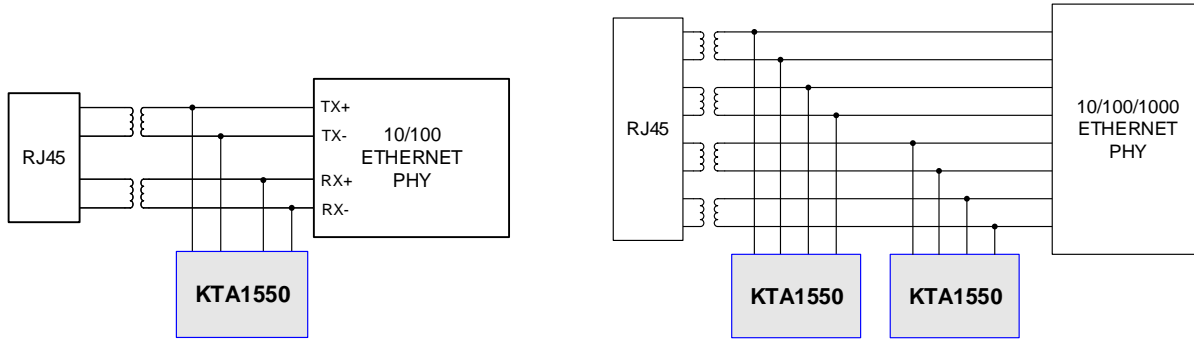 RJ45
TX+
TX-
RX+
RX-
10/100
ETHERNET
PHY
KTA1550
RJ45
10/100/1000
ETHERNET
PHY
KTA1550
KTA1550